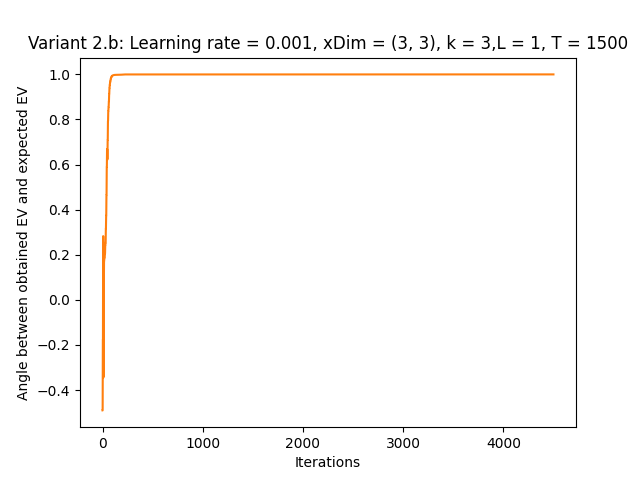 Variant 2.b: Learning rate = 0.001, xDim = (3, 3), k = 3,L = 1, T = 1500
Angle between obtained EV and expected EV
1.0
0.8
0.6
0.4
0.2
0.0
−0.2
−0.4
0 1000 2000 3000 4000
Iterations